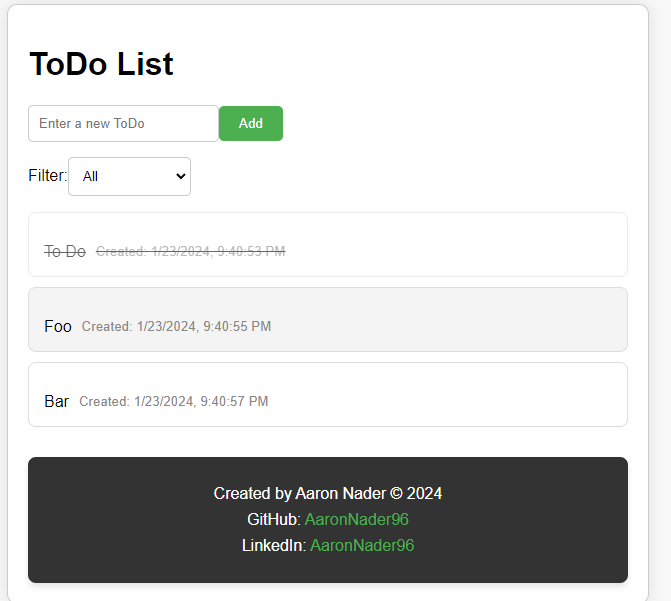 ToDo List
Enter a new ToDo Add
Filter: All
To Do Created: 1/23/2024, 9:40:53 PM
Foo Created: 1/23/2024, 9:40:55 PM
Bar Created: 1/23/2024, 9:40:57 PM
Created by Aaron Nader © 2024
GitHub: AaronNader96
LinkedIn: AaronNader96